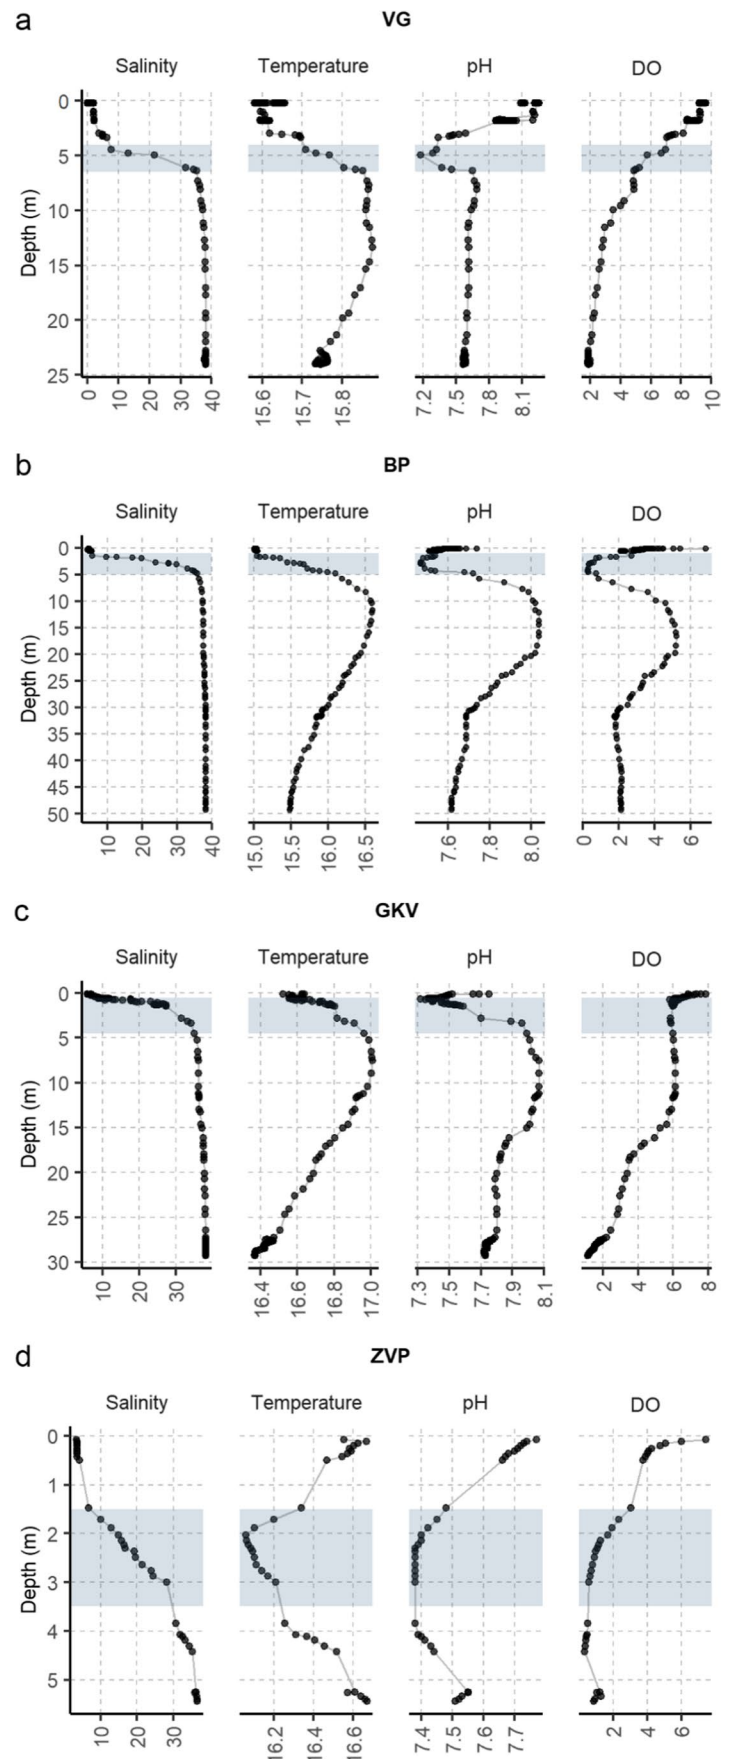 a
VG
Salinity Temperature pH DO
0
5
10
15
20
25
Depth (m)
0 10 20 30 40 15.6 15.7 15.8 7.2 7.5 7.8 8.1 2 4 6 8 10
b
BP
Salinity Temperature pH DO
0
5
10
15
20
25
30
35
40
45
50
Depth (m)
10 20 30 40 15.0 15.5 16.0 16.5 7.6 7.8 8.0 0 2 4 6
c
GKV
Salinity Temperature pH DO
0
5
10
15
20
25
30
Depth (m)
10 20 30 16.4 16.6 16.8 17.0 7.3 7.5 7.7 7.9 8.1 2 4 6 8
d
ZVP
Salinity Temperature pH DO
0
1
2
3
4
5
Depth (m)
10 20 30 16.2 16.4 16.6 7.4 7.5 7.6 7.7 2 4 6